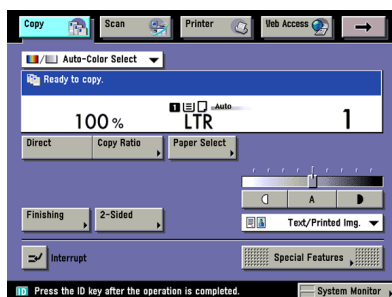 Copy Scan Printer Web Access
Auto-Color Select
Ready to copy.
1 Auto
100 % LTR 1
Direct Copy Ratio Paper Select
A
Finishing 2-Sided Text/Printed Img.
Interrupt Special Features
ID Press the ID key after the operation is completed. System Monitor